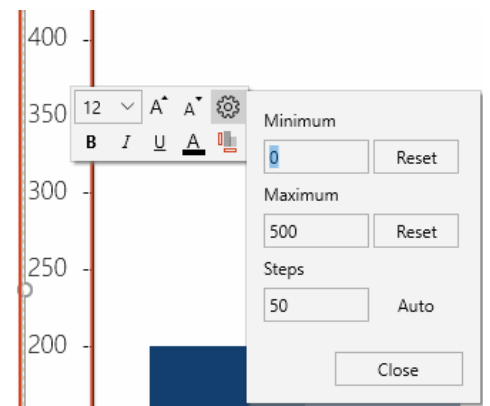 400
350
300
250
200
12 A A
B I U A
Minimum
0 Reset
Maximum
500 Reset
Steps
50 Auto
Close